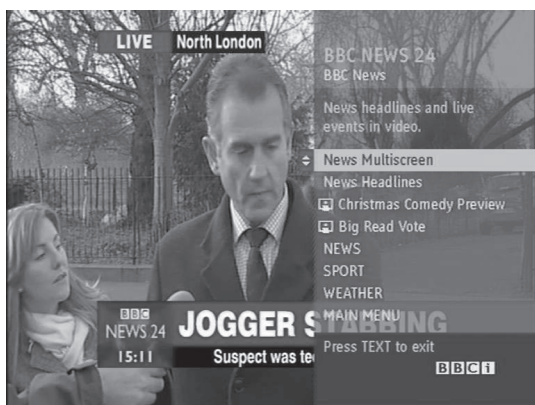 LIVE North London
BBC NEWS 24
BBC News
News headlines and live
events in video.
News Multiscreen
News Headlines
Christmas Comedy Preview
Big Read Vote
NEWS
SPORT
WEATHER
MAIN MENU
Press TEXT to exit
BBCi
BBC
NEWS 24
15:11
JOGGER STABBING
Suspect was